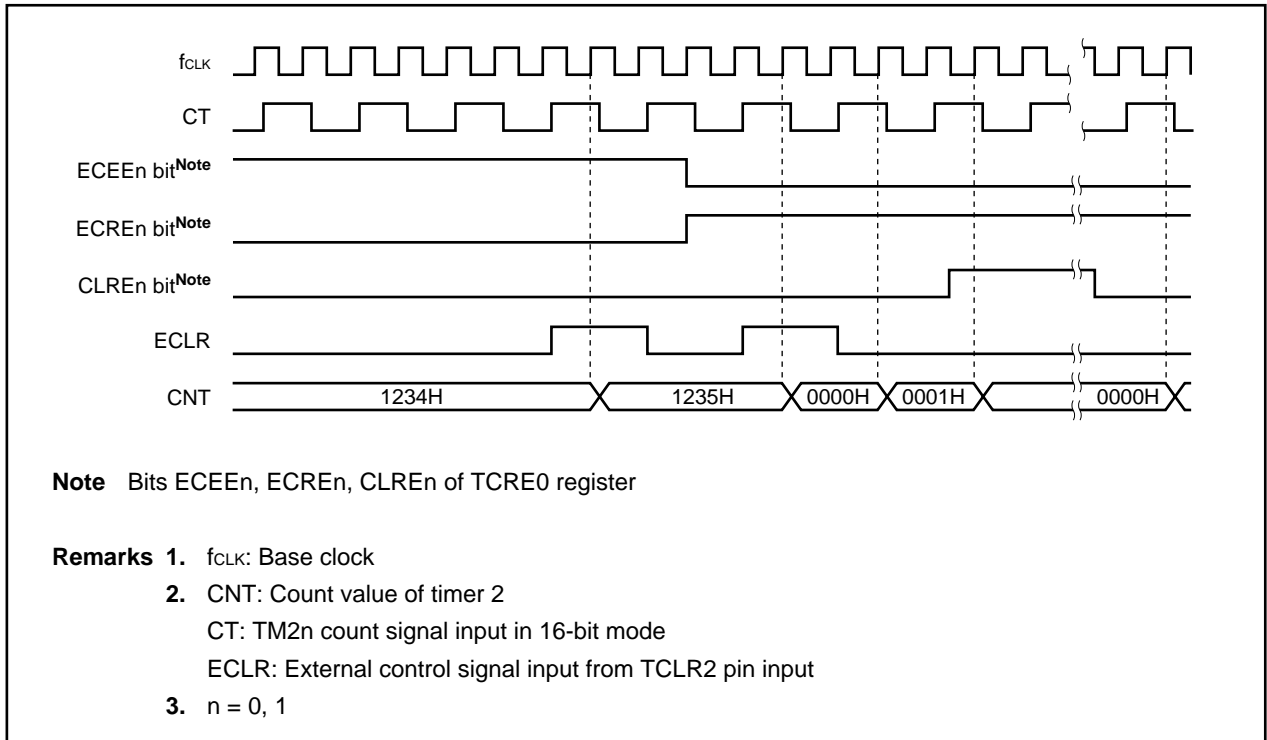 fCLK
CT
ECEEn bitNote
ECREn bitNote
CLREn bitNote
ECLR
CNT 1234H 1235H 0000H 0001H 0000H
Note Bits ECEEn, ECREn, CLREn of TCRE0 register
Remarks 1. fCLK: Base clock
2. CNT: Count value of timer 2
CT: TM2n count signal input in 16-bit mode
ECLR: External control signal input from TCLR2 pin input
3. n = 0, 1